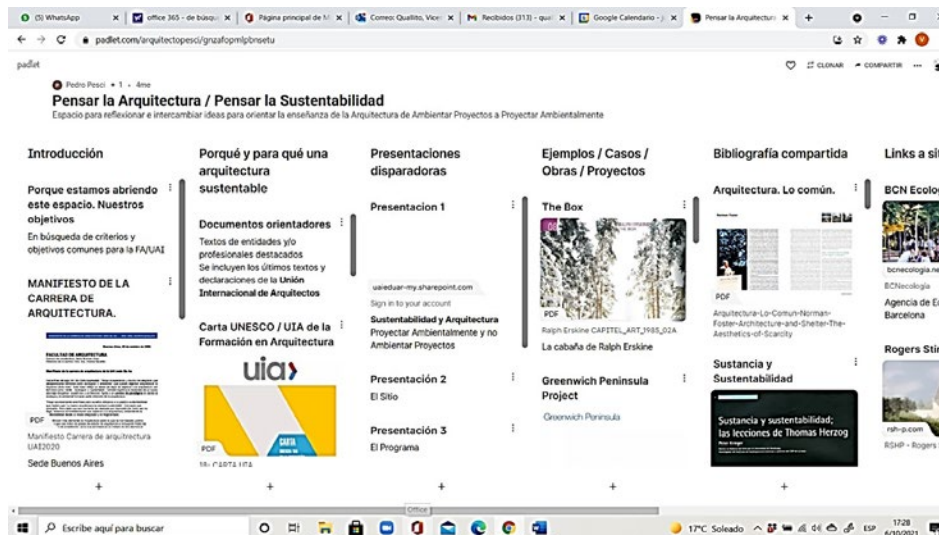 (5) WhatsApp
office 365 - de búsqu
Página principal de M
Correo: Quallito, Vice
Recibidos (313) - qual
Google Calendario - j
Pensar la Arquitectur
padlet.com/arquitectopesci/gnzafopmlpbnsetu
padlet
CLONAR
COMPARTIR
Pedro Pesci + 1 • 4me
Pensar la Arquitectura / Pensar la Sustentabilidad
Espacio para reflexionar e intercambiar ideas para orientar la enseñanza de la Arquitectura de Ambientar Proyectos a Proyectar Ambientalmente
Introducción
Porque estamos abriendo
este espacio. Nuestros
objetivos
En búsqueda de criterios y
objetivos comunes para la FA/UAI
MANIFIESTO DE LA
CARRERA DE
ARQUITECTURA.
FACULTAD DE ARQUITECTURA
PDF
Manifiesto Carrera de arquitectura
UAI2020
Sede Buenos Aires
Porqué y para qué una
arquitectura
sustentable
Documentos orientadores
Textos de entidades y/o
profesionales destacados
Se incluyen los últimos textos y
declaraciones de la Unión
Internacional de Arquitectos
Carta UNESCO / UIA de la
Formación en Arquitectura
uia
CARTA
PDF
Presentaciones
disparadoras
Presentacion 1
uaieduar-my.sharepoint.com
Sign in to your account
Sustentabilidad y Arquitectura
Proyectar Ambientalmente y no
Ambientar Proyectos
Presentación 2
El Sitio
Presentación 3
El Programa
Ejemplos / Casos /
Obras / Proyectos
The Box
PDF
Ralph Erskine CAPITEL_ART_1985_02A
La cabaña de Ralph Erskine
Greenwich Peninsula
Project
Greenwich Peninsula
Bibliografía compartida
Arquitectura. Lo común.
PDF
Arquitectura-Lo-Comun-Norman-
Foster-Architecture-and-Shelter-The-
Aesthetics-of-Scarcity
Sustancia y
Sustentabilidad
Sustancia y sustentabilidad;
las lecciones de Thomas Herzog
Links a sit
BCN Ecolog
bcnecologia.ne
BCNecologia
Agencia de E
Barcelona
Rogers Stir
rsh-p.com
RSHP - Rogers
Office
Escribe aquí para buscar
17°C Soleado
ESP
17:28
6/10/2021